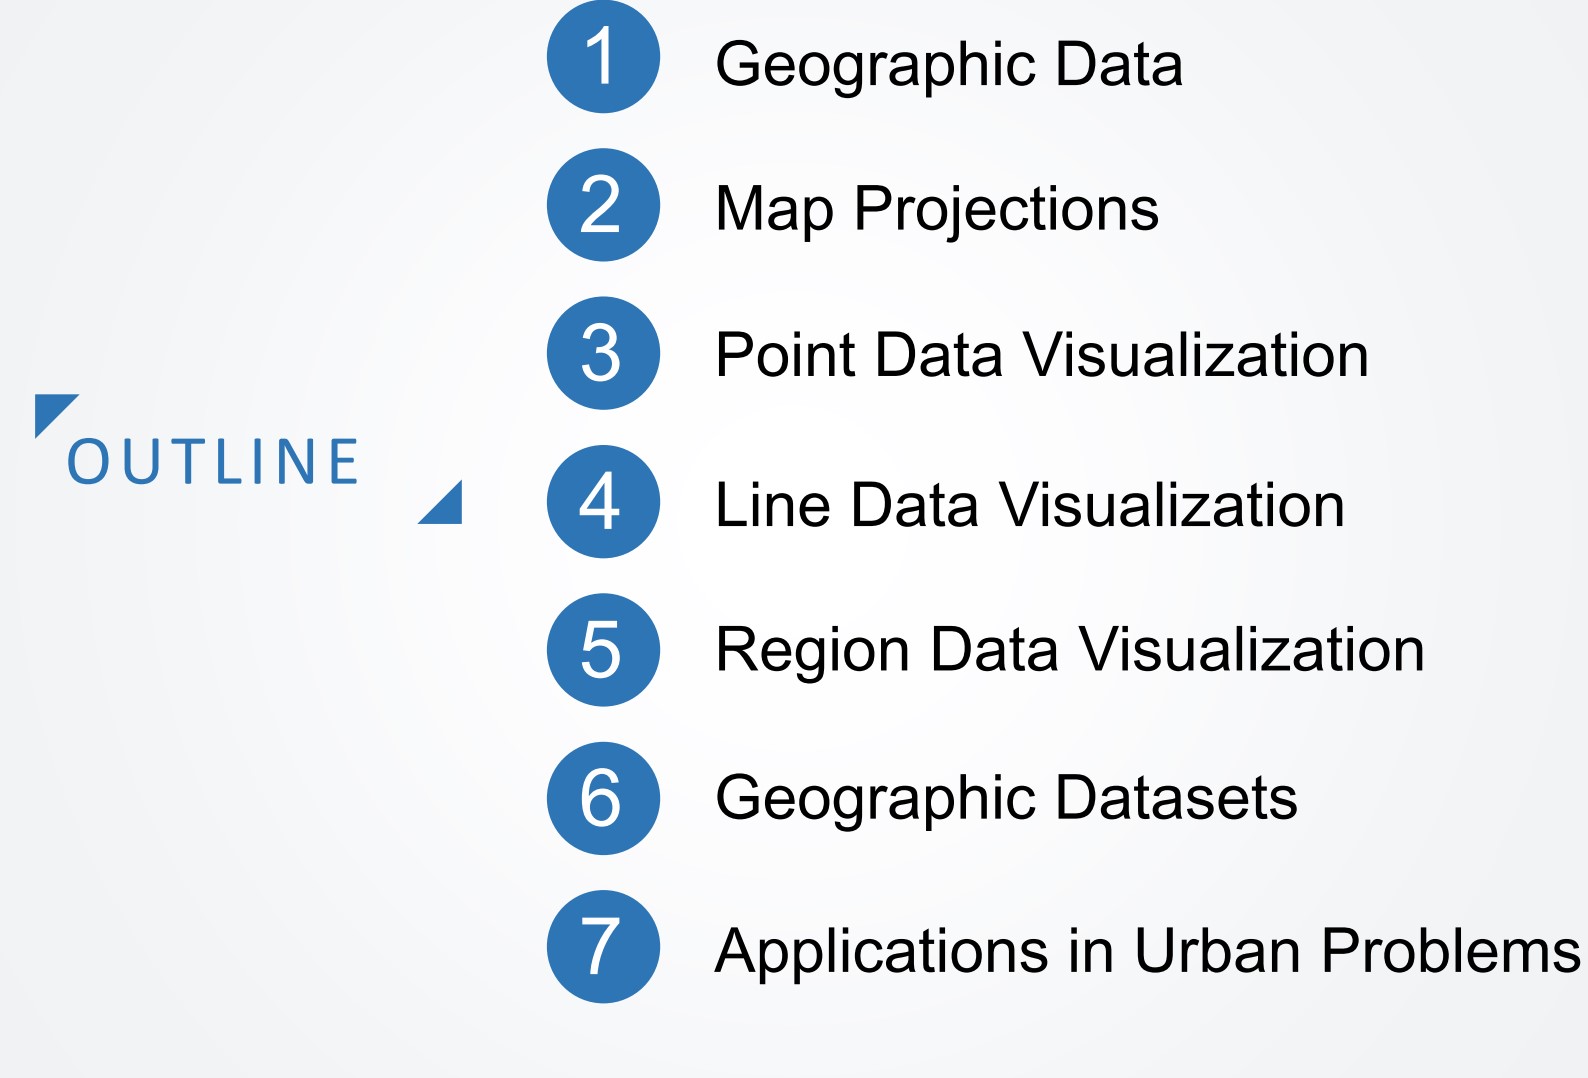 OUTLINE
1 Geographic Data
2 Map Projections
3 Point Data Visualization
4 Line Data Visualization
5 Region Data Visualization
6 Geographic Datasets
7 Applications in Urban Problems